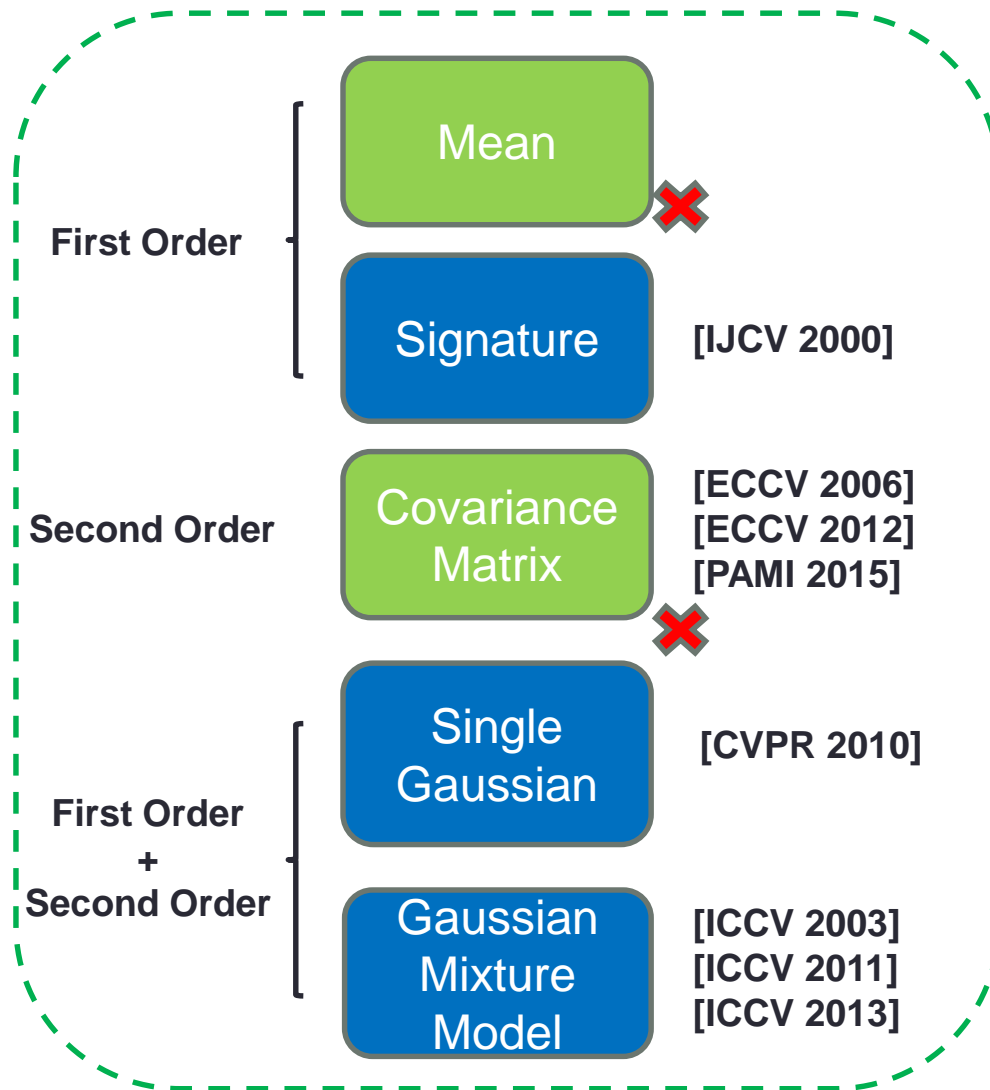 Mean
First Order
Signature
[IJCV 2000]
Second Order
Covariance
Matrix
[ECCV 2006]
[ECCV 2012]
[PAMI 2015]
Single
Gaussian
[CVPR 2010]
First Order
+
Second Order
Gaussian
Mixture
Model
[ICCV 2003]
[ICCV 2011]
[ICCV 2013]